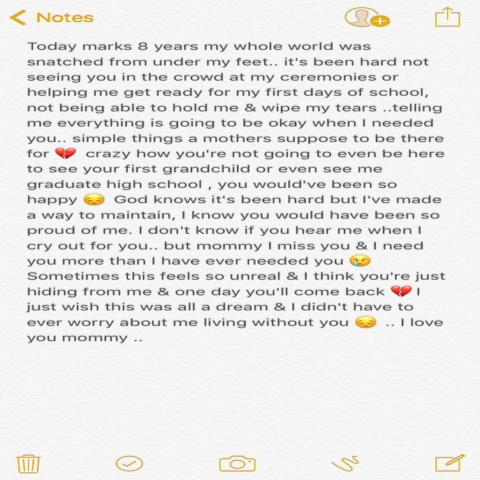 Notes
Today marks 8 years my whole world was
snatched from under my feet.. it's been hard not
seeing you in the crowd at my ceremonies or
helping me get ready for my first days of school,
not being able to hold me & wipe my tears ..telling
me everything is going to be okay when I needed
you.. simple things a mothers suppose to be there
for 💔 crazy how you're not going to even be here
to see your first grandchild or even see me
graduate high school , you would've been so
happy 😔 God knows it's been hard but I've made
a way to maintain, I know you would have been so
proud of me. I don't know if you hear me when I
cry out for you.. but mommy I miss you & I need
you more than I have ever needed you 😢
Sometimes this feels so unreal & I think you're just
hiding from me & one day you'll come back 💔 I
just wish this was all a dream & I didn't have to
ever worry about me living without you 😔 .. I love
you mommy ..